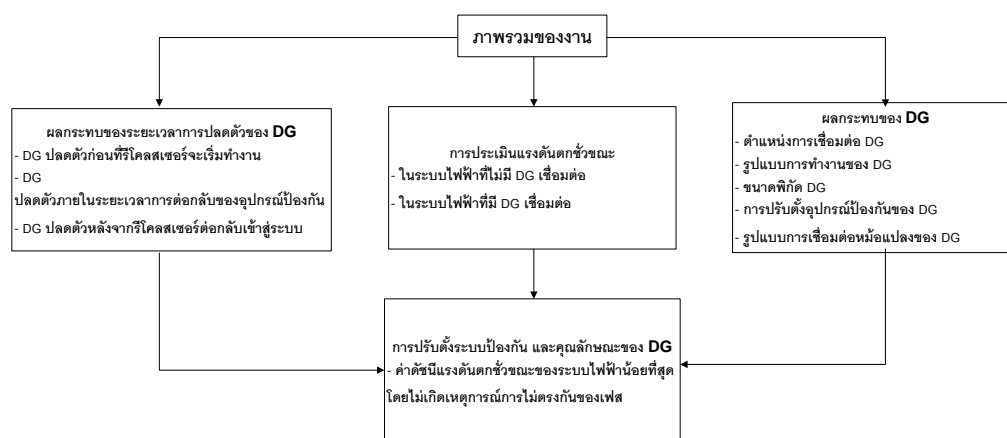 ภาพรวมของงาน
ผลกระทบของระยะเวลาการปลดตัวของ DG
- DG ปลดตัวก่อนที่รีโคลสเซอร์จะเริ่มทำงาน
- DG
ปลดตัวภายในระยะเวลาการต่อกลับของอุปกรณ์ป้องกัน
- DG ปลดตัวหลังจากรีโคลสเซอร์ต่อกลับเข้าสู่ระบบ
การประเมินแรงดันตกชั่วขณะ
- ในระบบไฟฟ้าที่ไม่มี DG เชื่อมต่อ
- ในระบบไฟฟ้าที่มี DG เชื่อมต่อ
ผลกระทบของ DG
- ตำแหน่งการเชื่อมต่อ DG
- รูปแบบการทำงานของ DG
- ขนาดพิกัด DG
- การปรับตั้งอุปกรณ์ป้องกันของ DG
- รูปแบบการเชื่อมต่อหม้อแปลงของ DG
การปรับตั้งระบบป้องกัน และคุณลักษณะของ DG
- ค่าดัชนีแรงดันตกชั่วขณะของระบบไฟฟ้าน้อยที่สุด
โดยไม่เกิดเหตุการณ์การไม่ตรงกันของเฟส